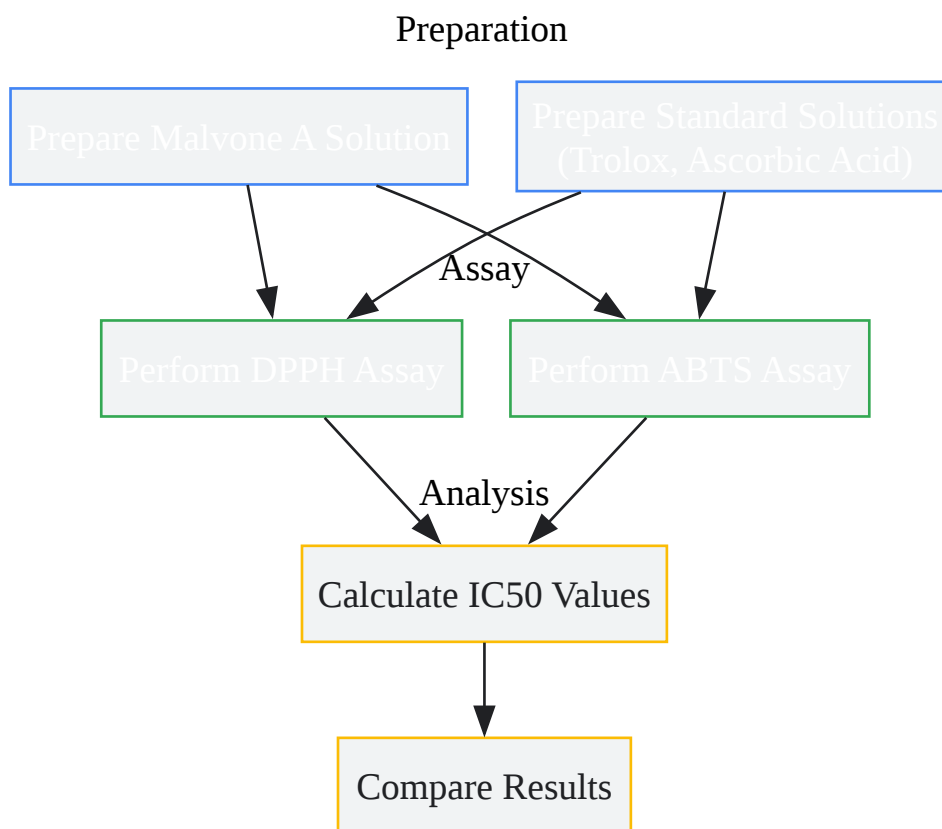 Preparation
Prepare Malvone A Solution
Prepare Standard Solutions
(Trolox, Ascorbic Acid)
Assay
Perform DPPH Assay
Perform ABTS Assay
Analysis
Calculate IC50 Values
Compare Results